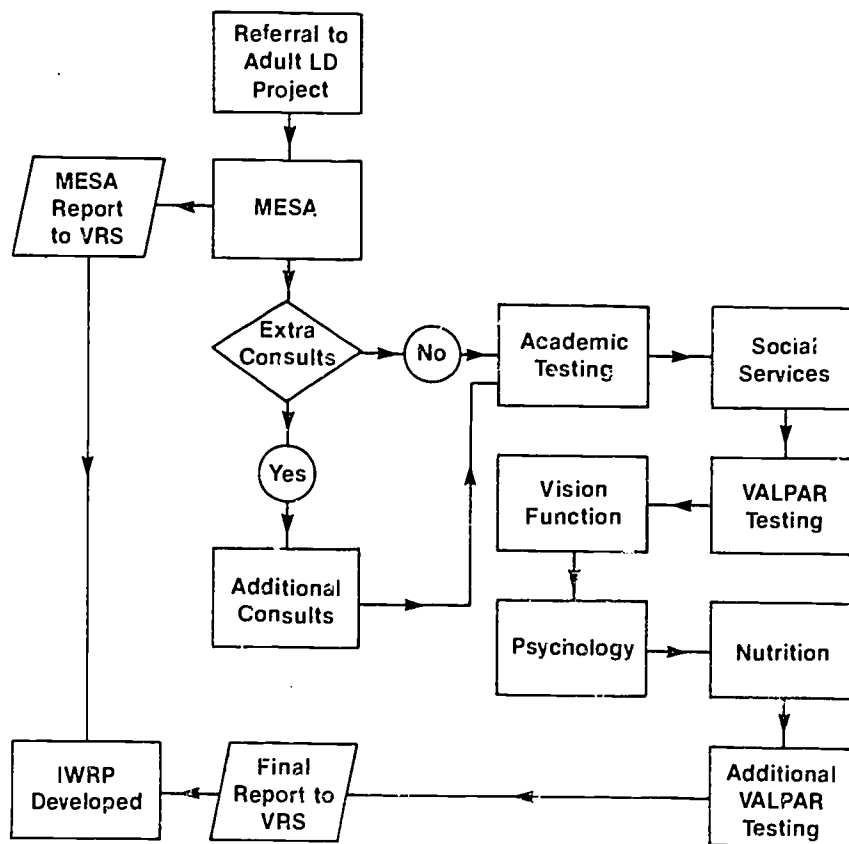 Referral to
Adult LD
Project
MESA
Report
to VRS
MESA
Extra
Consults
No
Academic
Testing
Social
Services
Yes
Vision
Function
VALPAR
Testing
Additional
Consults
Psychology
Nutrition
IWRP
Developed
Final
Report to
VRS
Additional
VALPAR
Testing